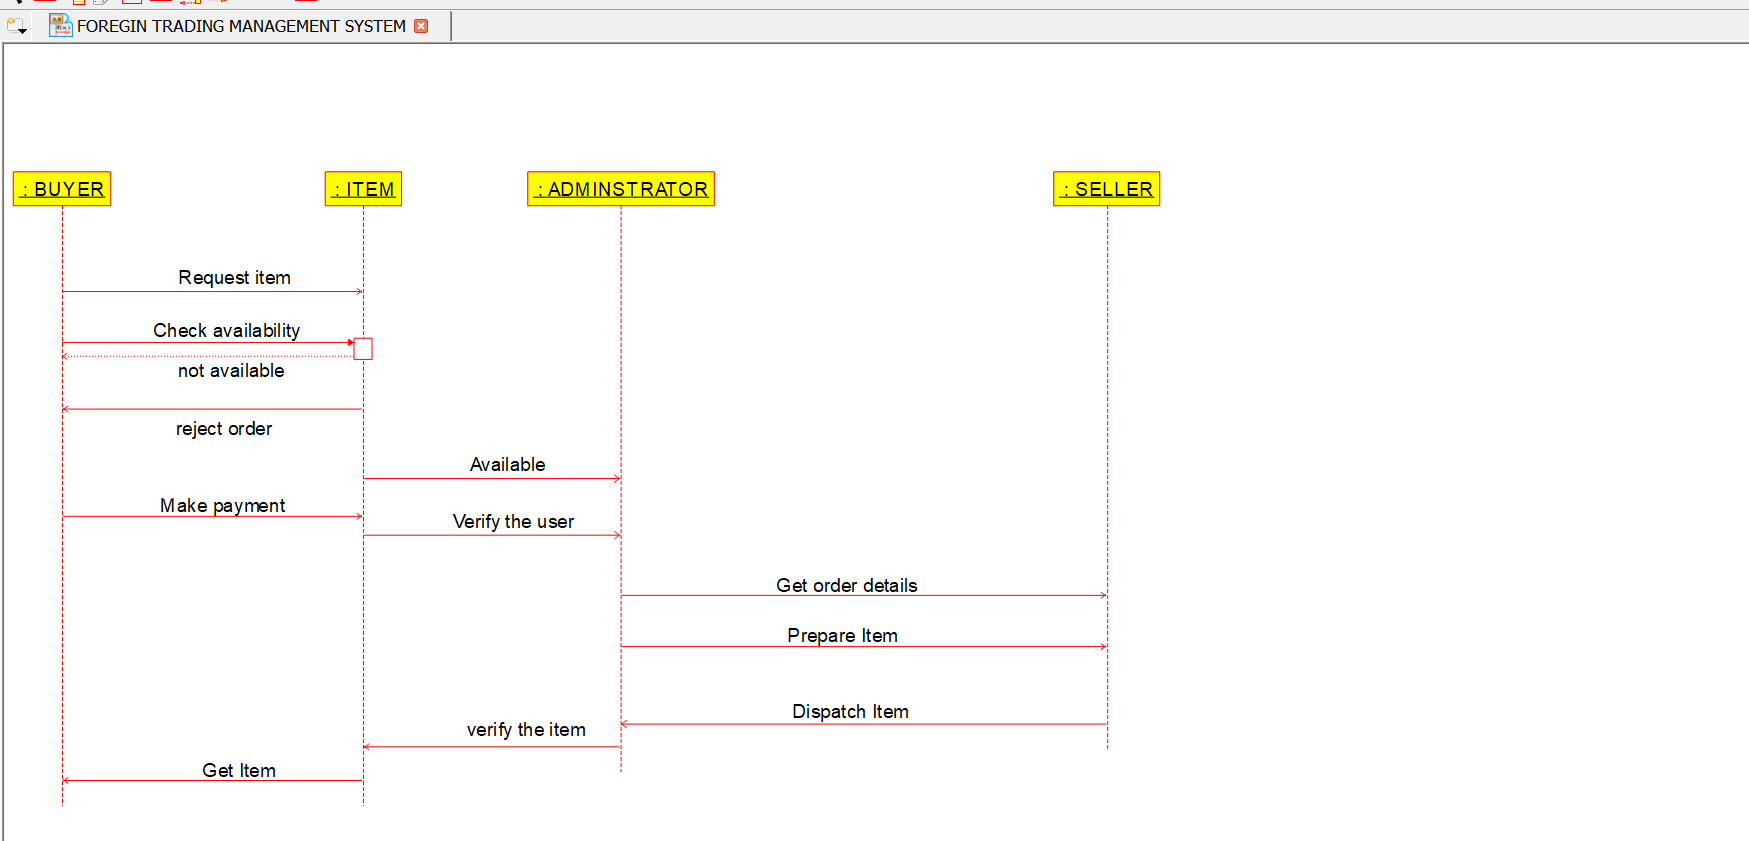 FOREGIN TRADING MANAGEMENT SYSTEM
: BUYER
: ITEM
: ADMINSTRATOR
: SELLER
Request item
Check availability
not available
reject order
Available
Make payment
Verify the user
Get order details
Prepare Item
Dispatch Item
verify the item
Get Item